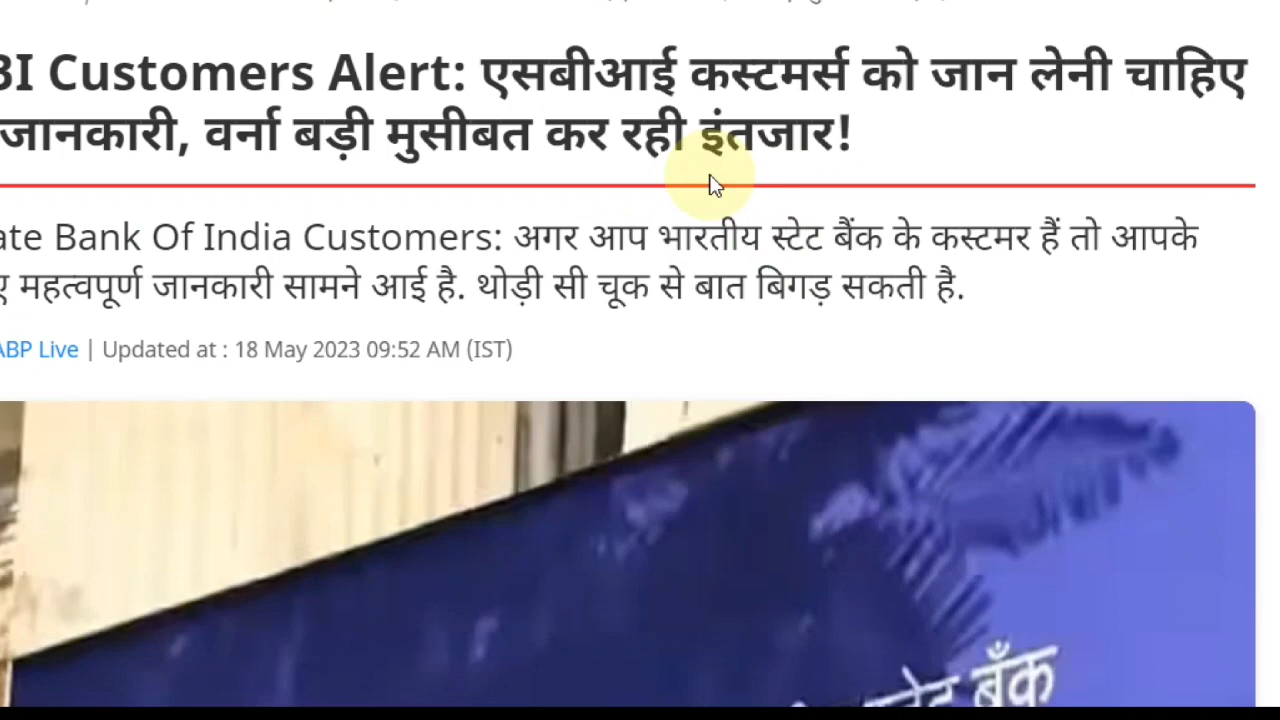 BI Customers Alert: एसबीआई कस्टमर्स को जान लेनी चाहिए
जानकारी, वर्ना बड़ी मुसीबत कर रही इंतजार!
ate Bank Of India Customers: अगर आप भारतीय स्टेट बैंक के कस्टमर हैं तो आपके
ए महत्वपूर्ण जानकारी सामने आई है. थोड़ी सी चूक से बात बिगड़ सकती है.
ABP Live | Updated at : 18 May 2023 09:52 AM (IST)
बैंक